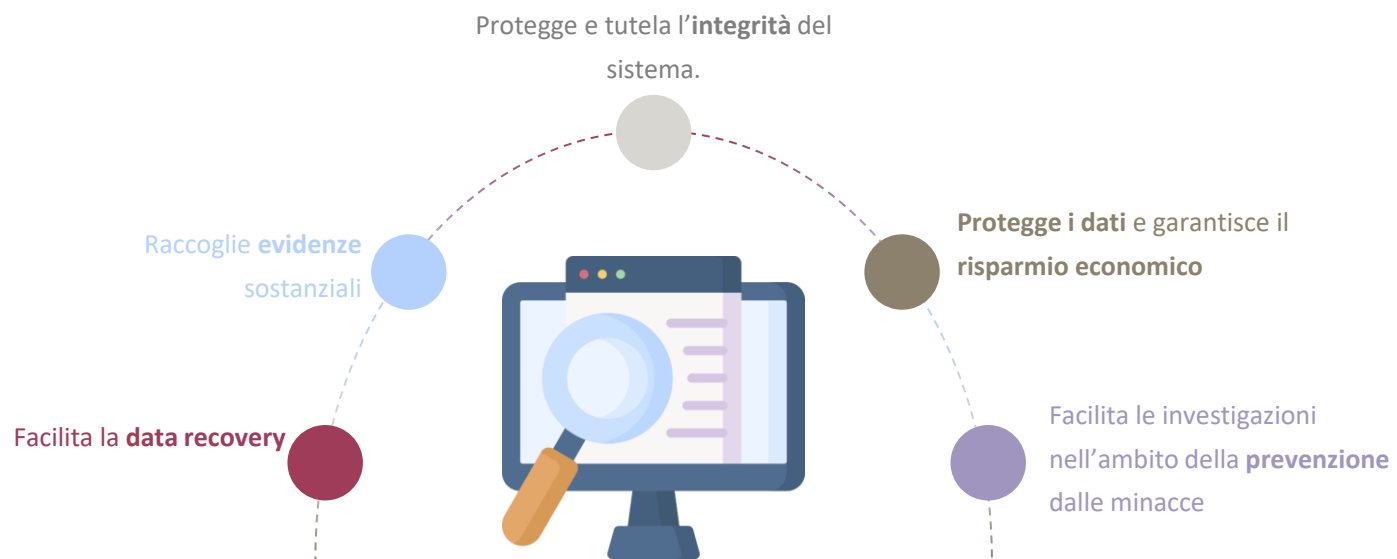 Protegge e tutela l’integrità del
sistema.
Raccoglie evidenze
sostanziali
Protegge i dati e garantisce il
risparmio economico
Facilita la data recovery
Facilita le investigazioni
nell’ambito della prevenzione
dalle minacce